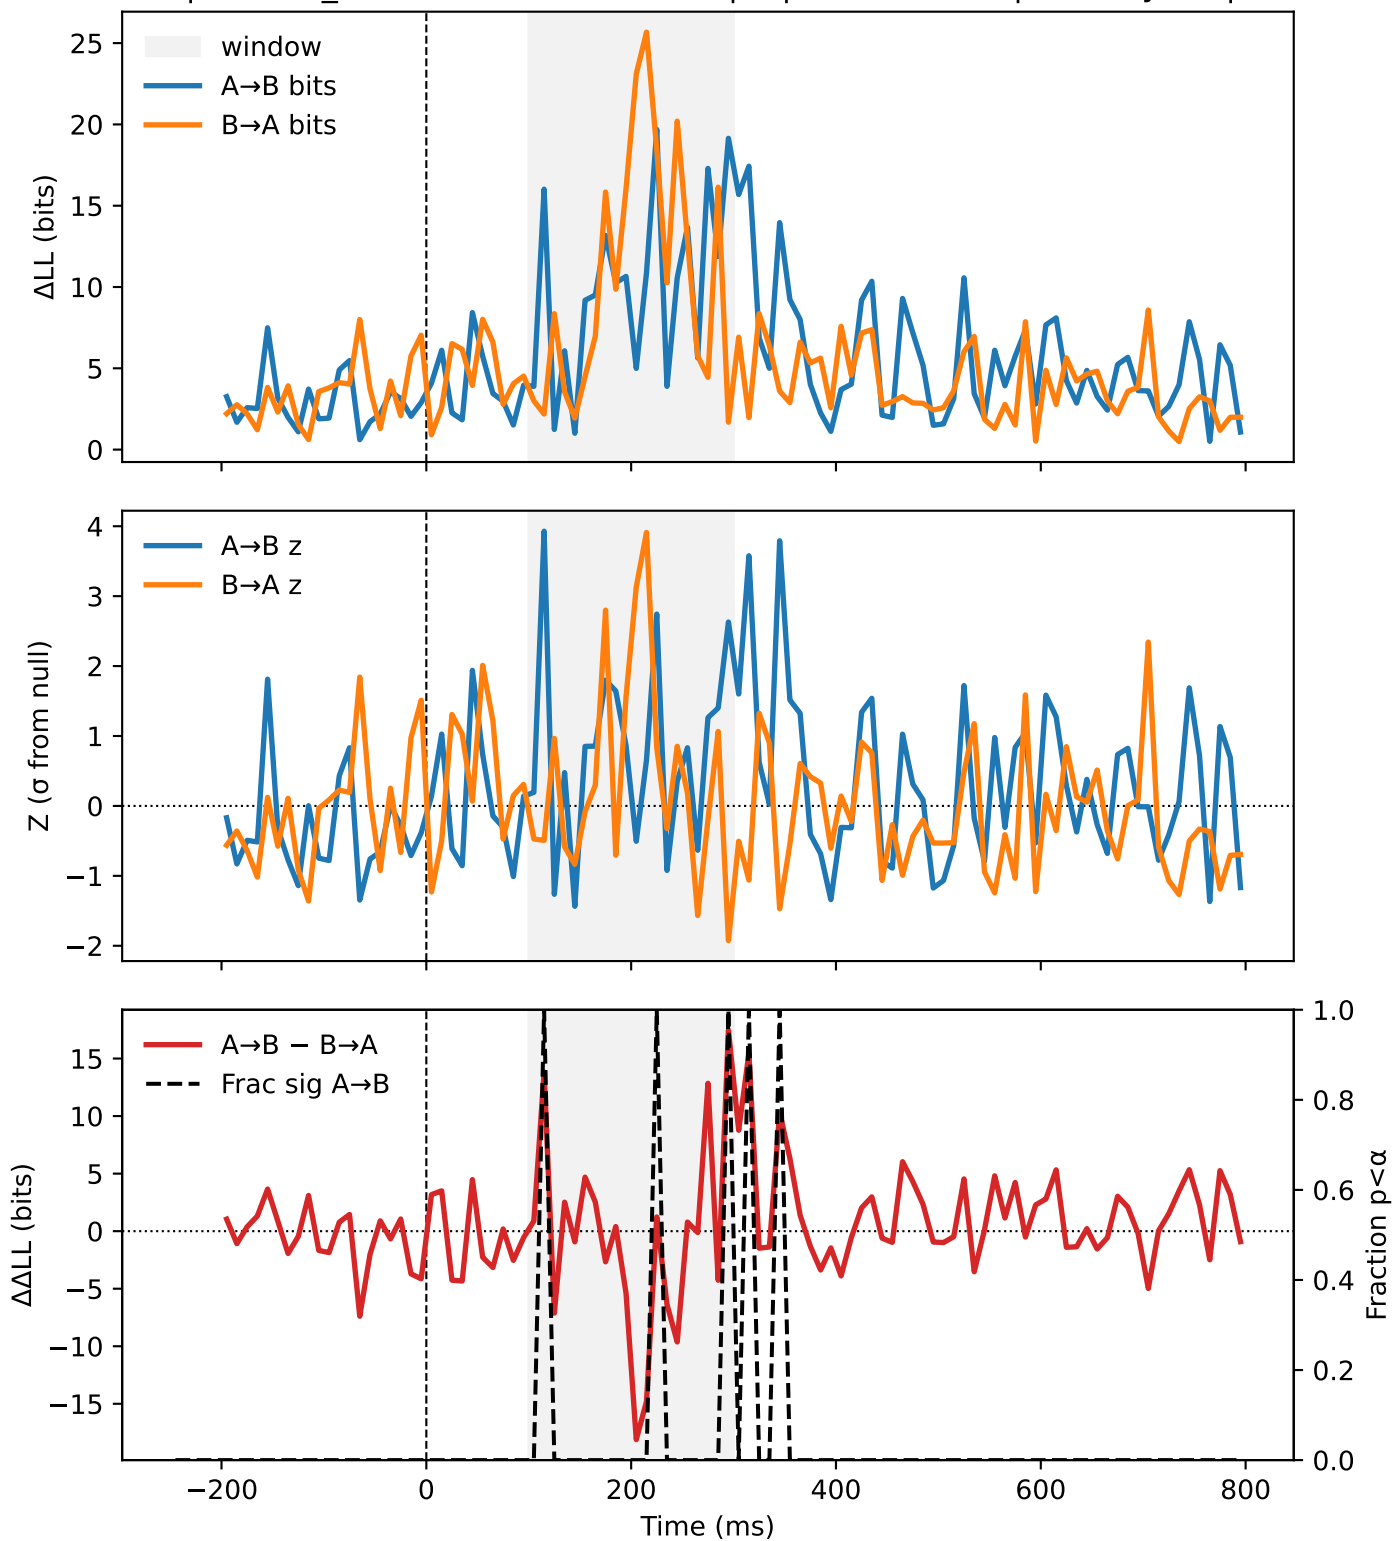 25
20
15
10
5
0
ΔLL (bits)
window
A→B bits
B→A bits
4
3
2
1
0
−1
−2
Z (σ from null)
A→B z
B→A z
15
10
5
0
−5
−10
−15
ΔΔLL (bits)
A→B − B→A
Frac sig A→B
1.0
0.8
0.6
0.4
0.2
0.0
Fraction p<α
−200 0 200 400 600 800
Time (ms)